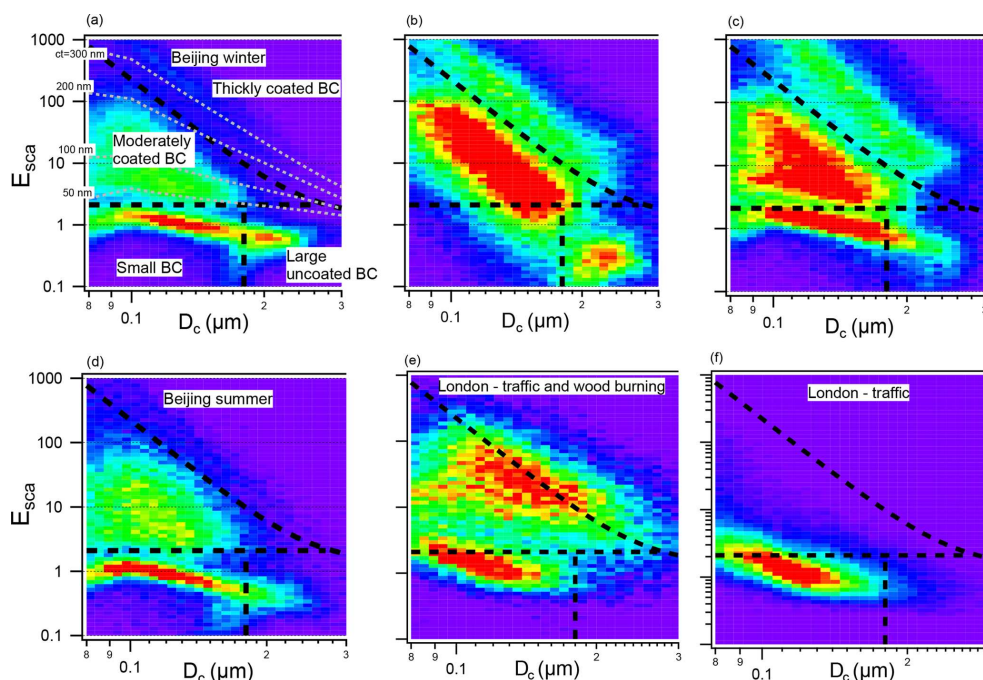 (a)
(b)
(c)
1000
100
10
1
0.1
E_sca
ct=300 nm
200 nm
100 nm
50 nm
Beijing winter
Thickly coated BC
Moderately
coated BC
Small BC
Large
uncoated BC
8 9 0.1 2 3
D_c (µm)
8 9 0.1 2 3
D_c (µm)
8 9 0.1 2 3
D_c (µm)
(d)
(e)
(f)
1000
100
10
1
0.1
E_sca
Beijing summer
London - traffic and wood burning
London - traffic
8 9 0.1 2 3
D_c (µm)
8 9 0.1 2 3
D_c (µm)
8 9 0.1 2 3
D_c (µm)